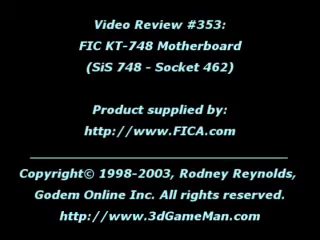 Video Review #353:
FIC KT-748 Motherboard
(SiS 748 - Socket 462)
Product supplied by:
http://www.FICA.com
Copyright© 1998-2003, Rodney Reynolds,
Godem Online Inc. All rights reserved.
http://www.3dGameMan.com